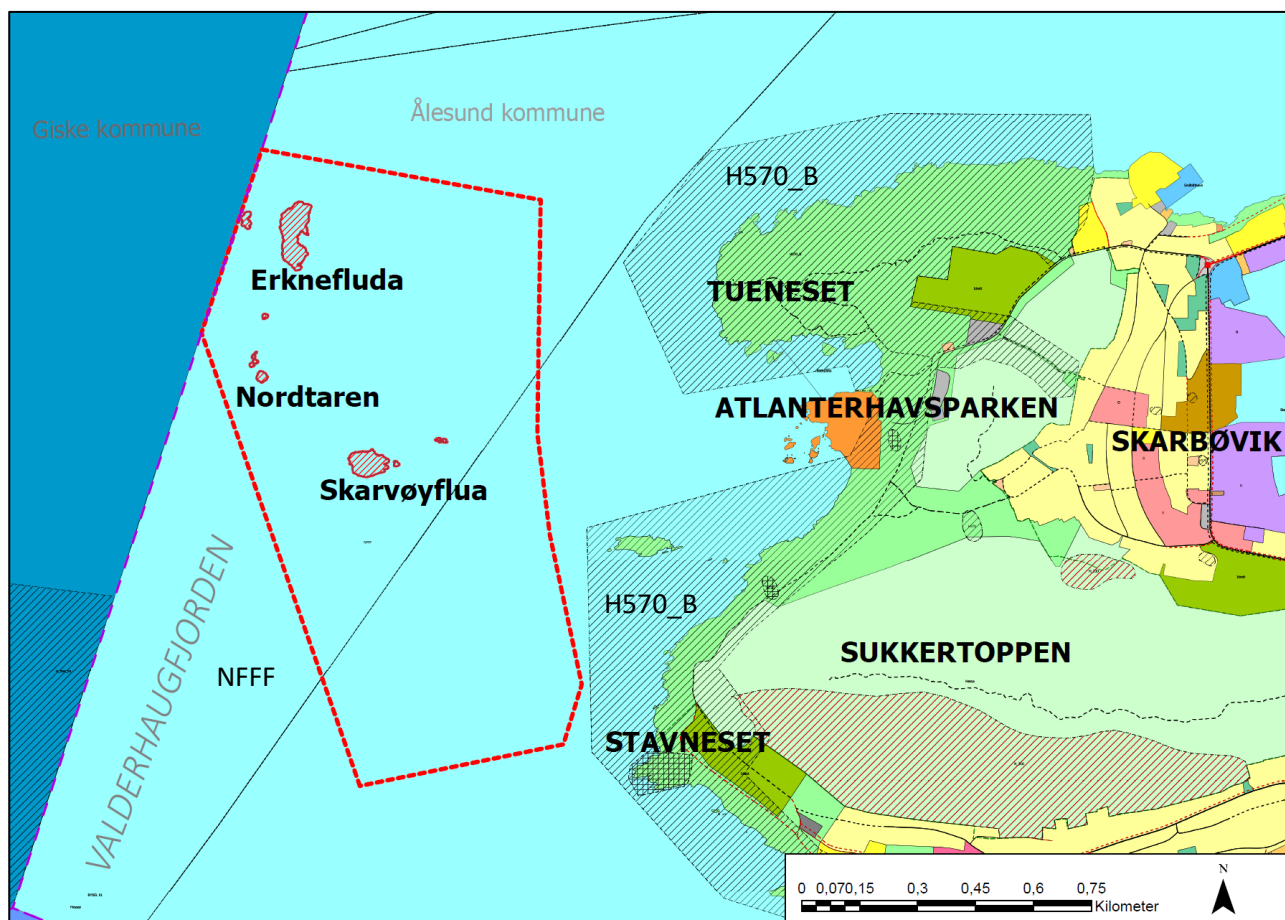 Giske kommune
Ålesund kommune
H570_B
Erknefluda
TUENESET
Nordtaren
ATLANTERHAVSPARKEN
SKARBØVIK
Skarvøyflua
H570_B
VALDERHAUGFJORDEN
NFFF
SUKKERTOPPEN
STAVNESET
N
0 0,070,15 0,3 0,45 0,6 0,75
Kilometer